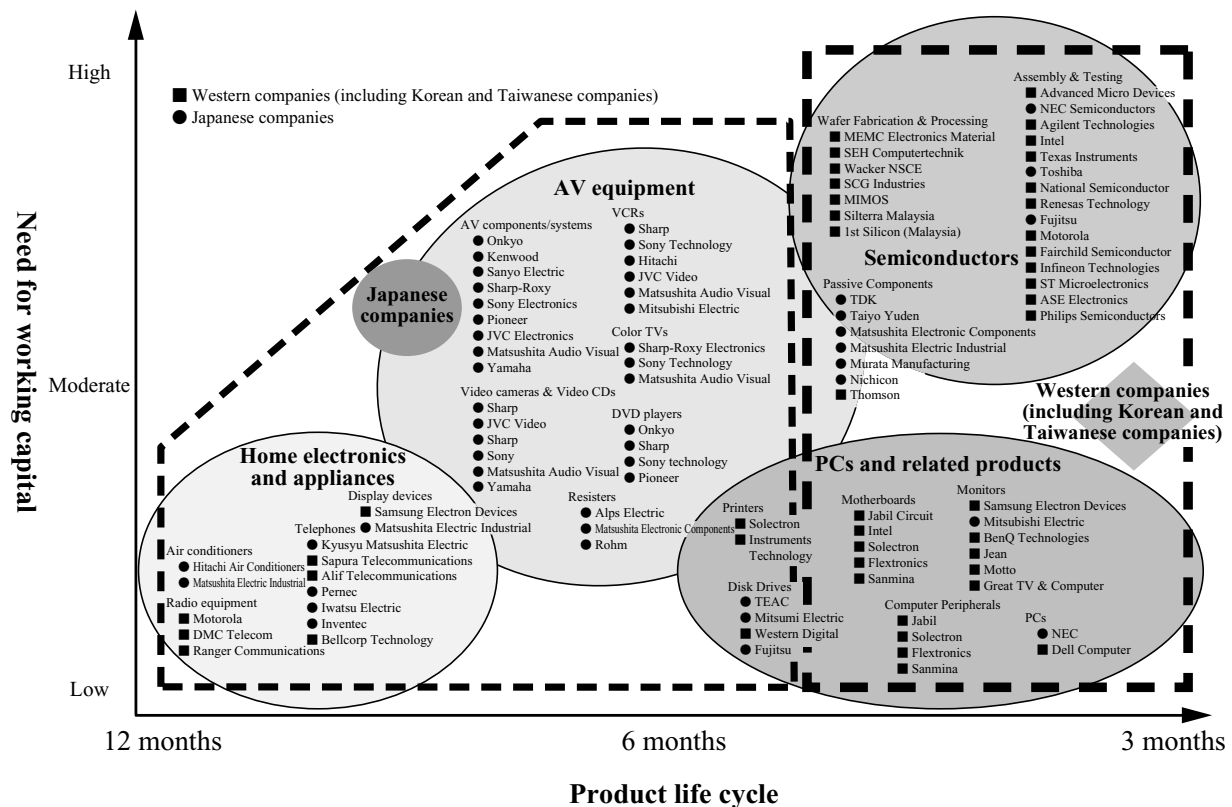 High
Moderate
Low
Need for working capital
■ Western companies (including Korean and Taiwanese companies)
● Japanese companies
Japanese
companies
AV equipment
AV components/systems
● Onkyo
● Kenwood
● Sanyo Electric
● Sharp-Roxy
● Sony Electronics
● Pioneer
● JVC Electronics
● Matsushita Audio Visual
● Yamaha
Video cameras & Video CDs
● Sharp
● JVC Video
● Sharp
● Sony
● Matsushita Audio Visual
● Yamaha
VCRs
● Sharp
● Sony Technology
● Hitachi
● JVC Video
● Matsushita Audio Visual
● Mitsubishi Electric
Color TVs
● Sharp-Roxy Electronics
● Sony Technology
● Matsushita Audio Visual
DVD players
● Onkyo
● Sharp
● Sony technology
● Pioneer
Resisters
● Alps Electric
● Matsushita Electronic Components
● Rohm
Wafer Fabrication & Processing
■ MEMC Electronics Material
■ SEH Computertechnik
■ Wacker NSCE
■ SCG Industries
■ MIMOS
■ Silterra Malaysia
■ 1st Silicon (Malaysia)
Semiconductors
Passive Components
● TDK
● Taiyo Yuden
● Matsushita Electronic Components
● Matsushita Electric Industrial
● Murata Manufacturing
● Nichicon
■ Thomson
Assembly & Testing
■ Advanced Micro Devices
● NEC Semiconductors
■ Agilent Technologies
■ Intel
■ Texas Instruments
● Toshiba
■ National Semiconductor
■ Renesas Technology
● Fujitsu
■ Motorola
■ Fairchild Semiconductor
■ Infineon Technologies
■ ST Microelectronics
■ ASE Electronics
■ Philips Semiconductors
Western companies
(including Korean and
Taiwanese companies)
Home electronics
and appliances
Display devices
■ Samsung Electron Devices
● Matsushita Electric Industrial
Telephones
● Kyusyu Matsushita Electric
■ Sapura Telecommunications
■ Alif Telecommunications
● Pernec
● Iwatsu Electric
● Inventec
■ Bellcorp Technology
Air conditioners
● Hitachi Air Conditioners
● Matsushita Electric Industrial
Radio equipment
■ Motorola
■ DMC Telecom
■ Ranger Communications
PCs and related products
Printers
■ Solectron
■ Instruments
Technology
Disk Drives
● TEAC
● Mitsumi Electric
■ Western Digital
● Fujitsu
Motherboards
■ Jabil Circuit
■ Intel
■ Solectron
■ Flextronics
■ Sanmina
Computer Peripherals
■ Jabil
■ Solectron
■ Flextronics
■ Sanmina
Monitors
■ Samsung Electron Devices
● Mitsubishi Electric
■ BenQ Technologies
■ Jean
■ Motto
■ Great TV & Computer
PCs
● NEC
■ Dell Computer
12 months
6 months
3 months
Product life cycle